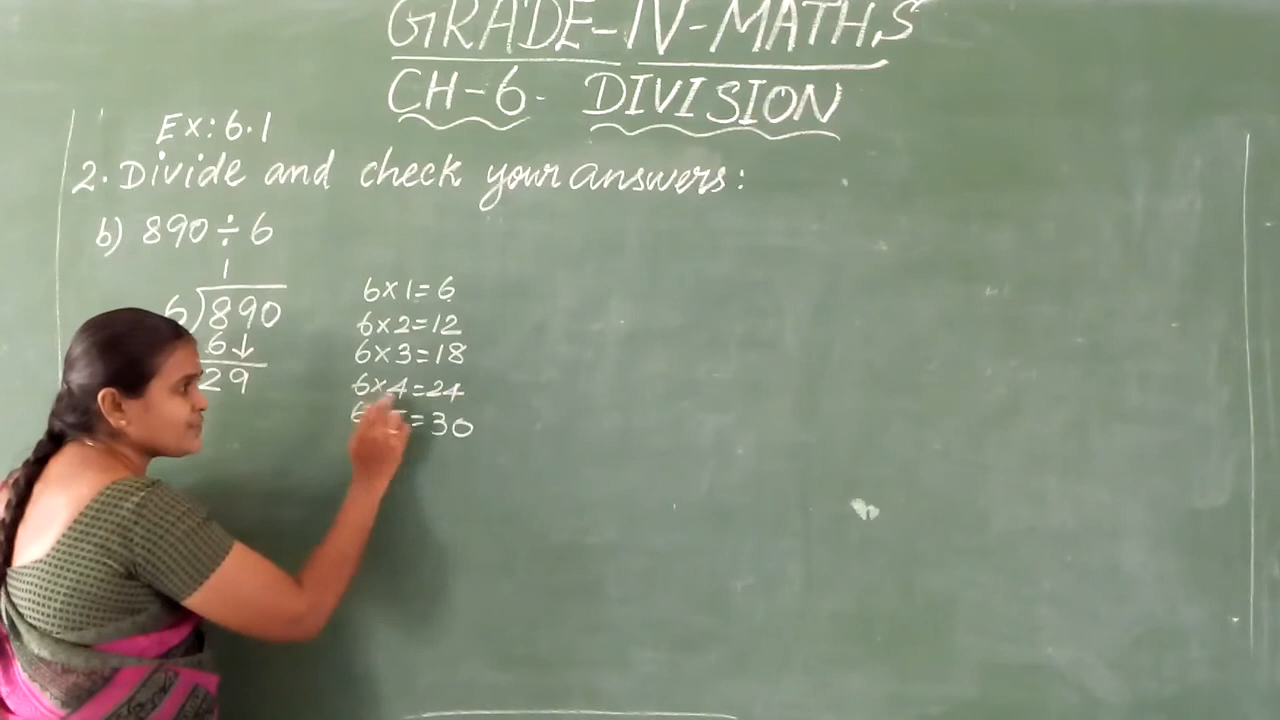 GRADE-IV-MATHS
CH-6. DIVISION
Ex: 6.1
2. Divide and check your answers:
b) 890 ÷ 6
1
6)890
6↓
29
6×1=6
6×2=12
6×3=18
6×4=24
6 = 30